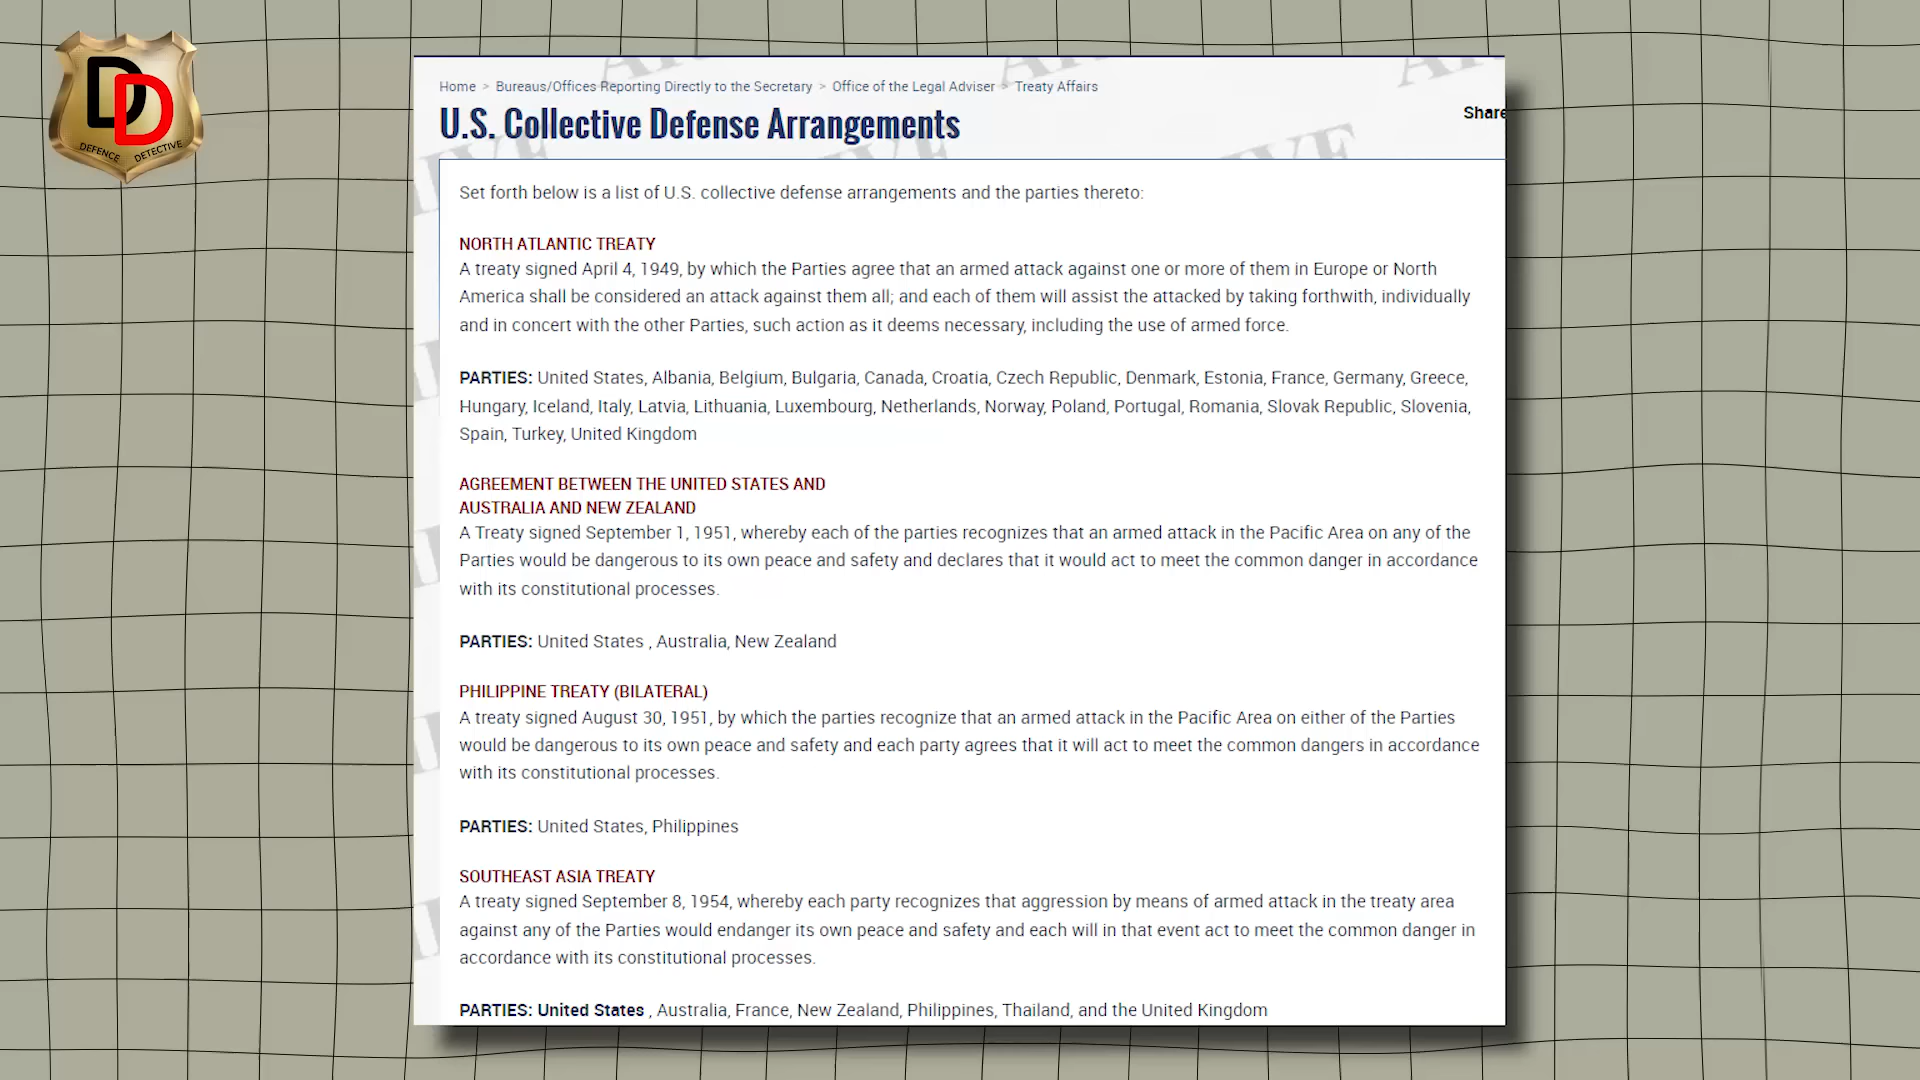 DD
DEFENCE DETECTIVE
Home > Bureaus/Offices Reporting Directly to the Secretary > Office of the Legal Adviser > Treaty Affairs
U.S. Collective Defense Arrangements
Share
Set forth below is a list of U.S. collective defense arrangements and the parties thereto:
NORTH ATLANTIC TREATY
A treaty signed April 4, 1949, by which the Parties agree that an armed attack against one or more of them in Europe or North
America shall be considered an attack against them all; and each of them will assist the attacked by taking forthwith, individually
and in concert with the other Parties, such action as it deems necessary, including the use of armed force.
PARTIES: United States, Albania, Belgium, Bulgaria, Canada, Croatia, Czech Republic, Denmark, Estonia, France, Germany, Greece,
Hungary, Iceland, Italy, Latvia, Lithuania, Luxembourg, Netherlands, Norway, Poland, Portugal, Romania, Slovak Republic, Slovenia,
Spain, Turkey, United Kingdom
AGREEMENT BETWEEN THE UNITED STATES AND
AUSTRALIA AND NEW ZEALAND
A Treaty signed September 1, 1951, whereby each of the parties recognizes that an armed attack in the Pacific Area on any of the
Parties would be dangerous to its own peace and safety and declares that it would act to meet the common danger in accordance
with its constitutional processes.
PARTIES: United States , Australia, New Zealand
PHILIPPINE TREATY (BILATERAL)
A treaty signed August 30, 1951, by which the parties recognize that an armed attack in the Pacific Area on either of the Parties
would be dangerous to its own peace and safety and each party agrees that it will act to meet the common dangers in accordance
with its constitutional processes.
PARTIES: United States, Philippines
SOUTHEAST ASIA TREATY
A treaty signed September 8, 1954, whereby each party recognizes that aggression by means of armed attack in the treaty area
against any of the Parties would endanger its own peace and safety and each will in that event act to meet the common danger in
accordance with its constitutional processes.
PARTIES: United States , Australia, France, New Zealand, Philippines, Thailand, and the United Kingdom